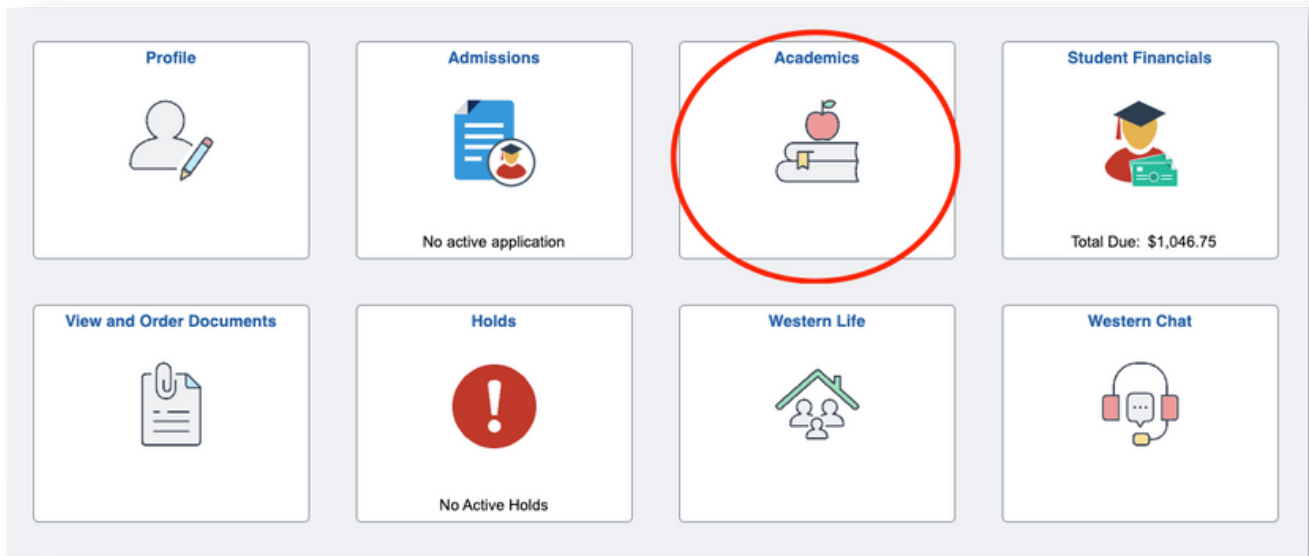 Profile
Admissions
No active application
Academics
Student Financials
Total Due: $1,046.75
View and Order Documents
Holds
No Active Holds
Western Life
Western Chat